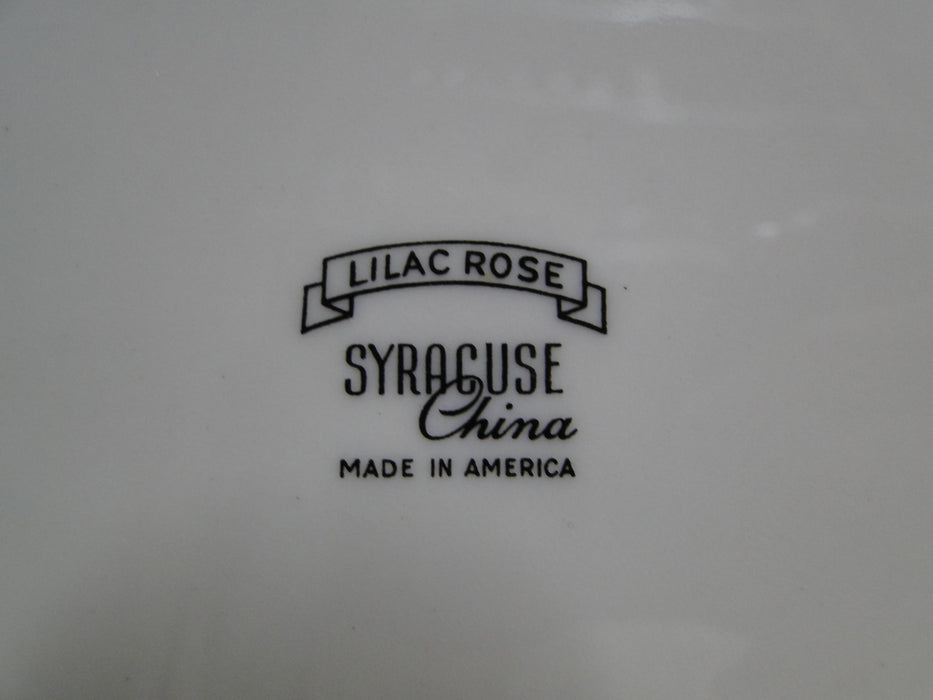 LILAC ROSE
SYRACUSE
China
MADE IN AMERICA